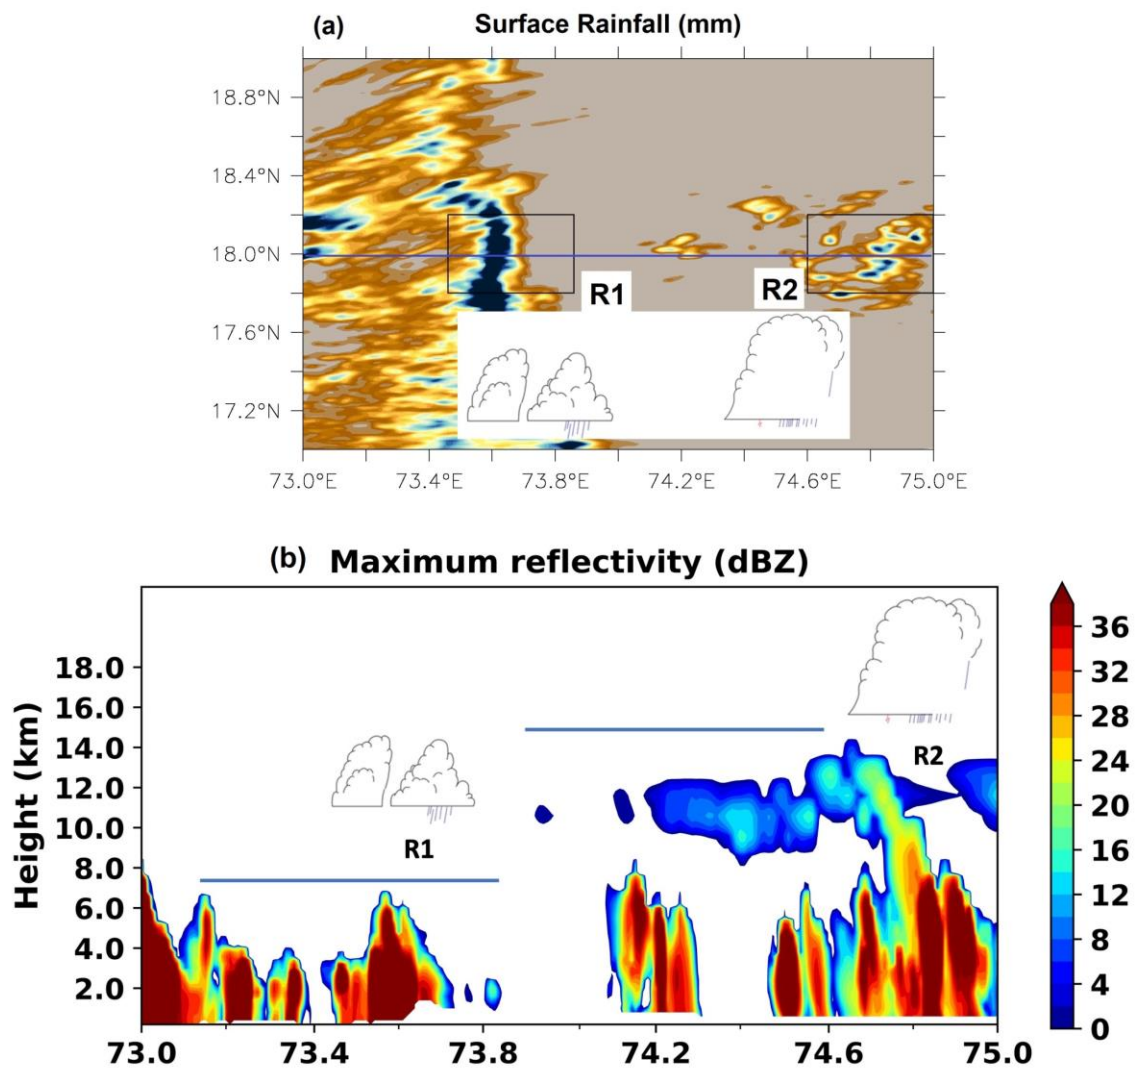 (a) Surface Rainfall (mm)
18.8°N
18.4°N
18.0°N
17.6°N
17.2°N
R1
R2
73.0°E 73.4°E 73.8°E 74.2°E 74.6°E 75.0°E
(b) Maximum reflectivity (dBZ)
Height (km)
18.0
16.0
14.0
12.0
10.0
8.0
6.0
4.0
2.0
R1
R2
36
32
28
24
20
16
12
8
4
0
73.0 73.4 73.8 74.2 74.6 75.0